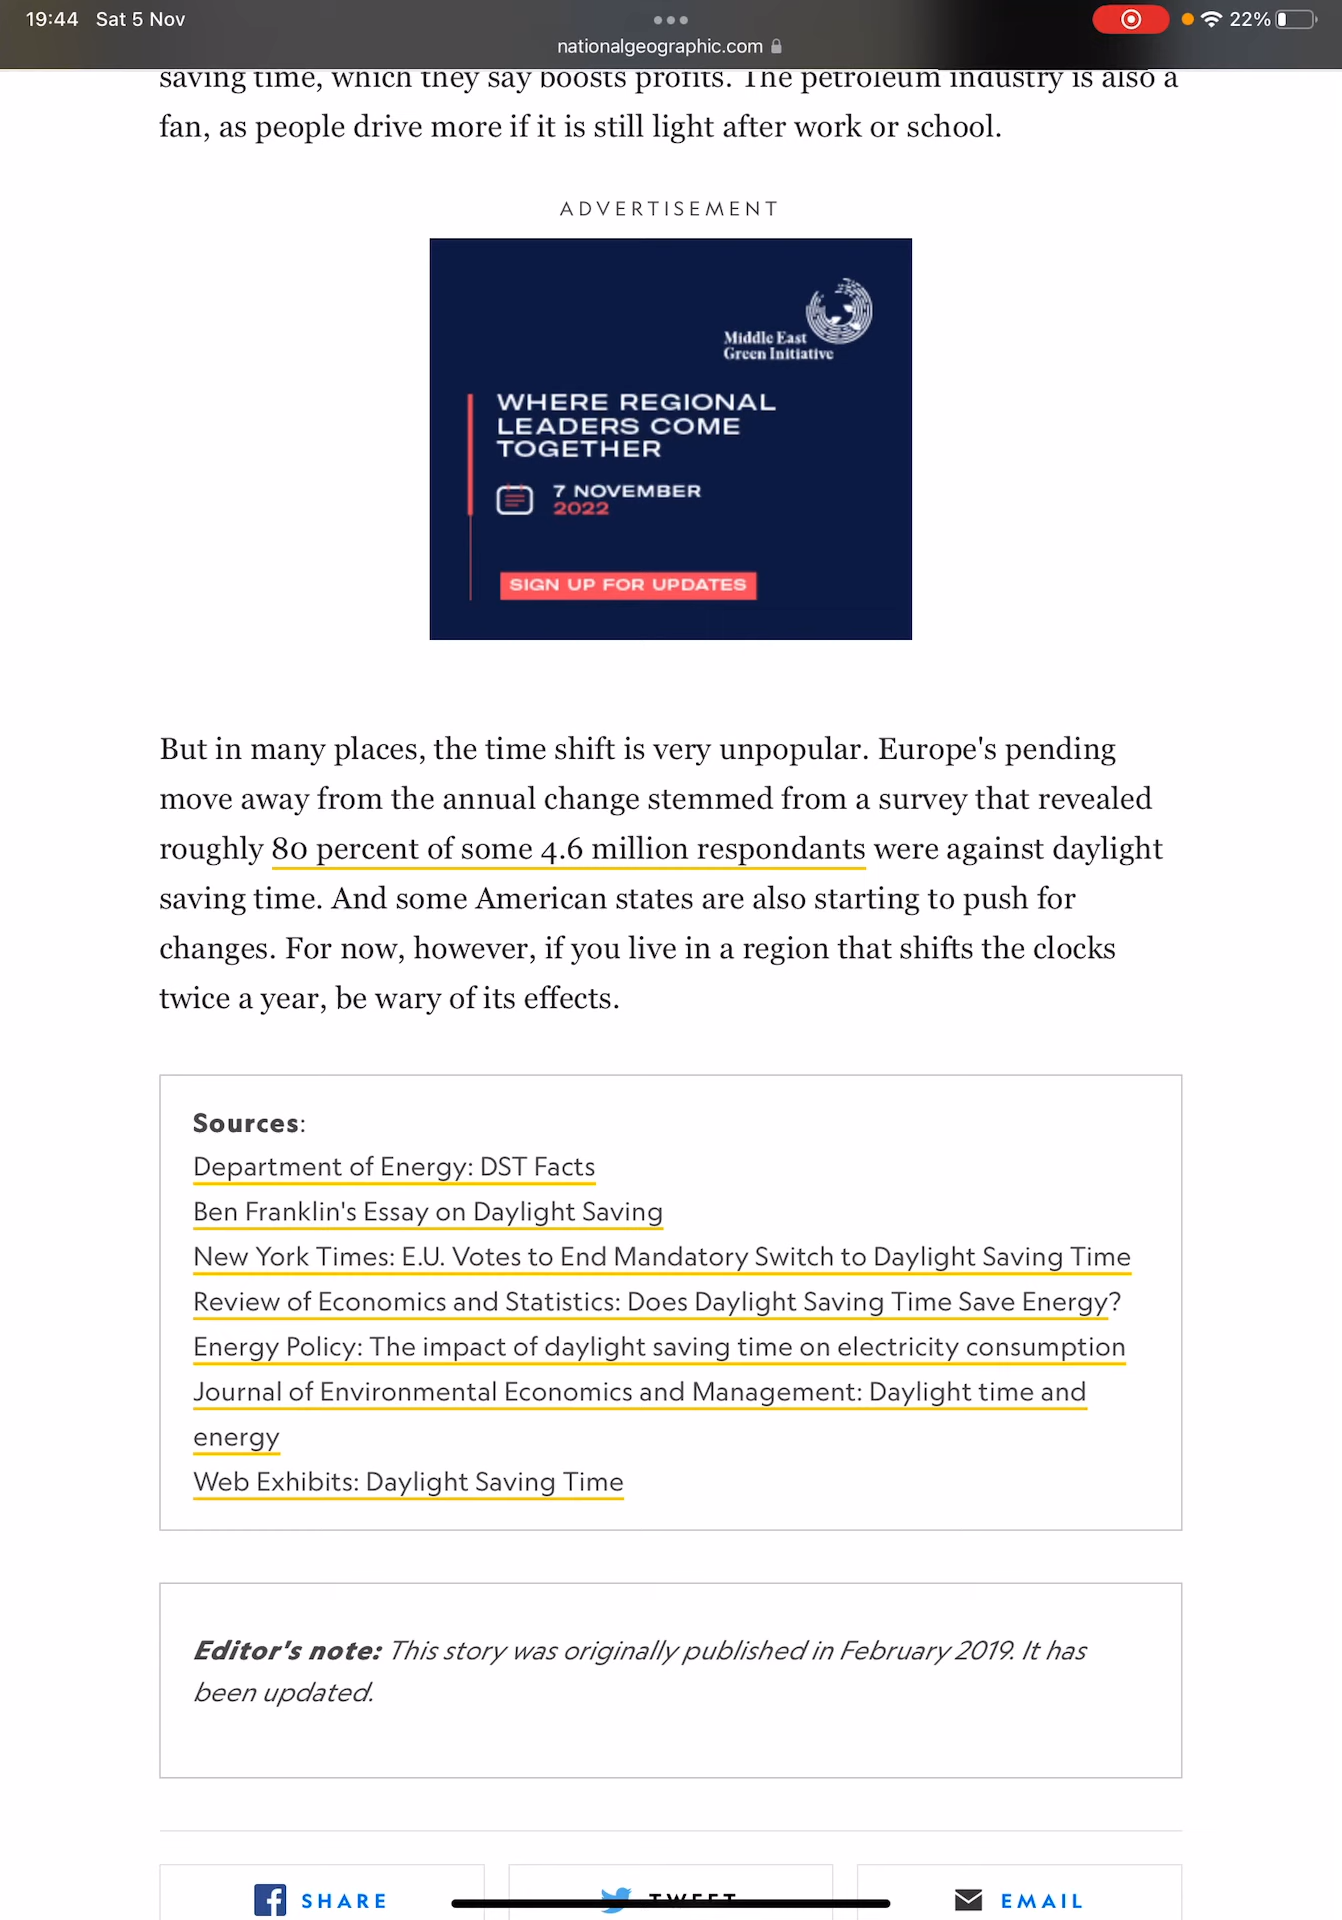 19:44 Sat 5 Nov
22%
nationalgeographic.com
saving time, which they say boosts profits. The petroleum industry is also a
fan, as people drive more if it is still light after work or school.
ADVERTISEMENT
Middle East
Green Initiative
WHERE REGIONAL
LEADERS COME
TOGETHER
7 NOVEMBER
2022
SIGN UP FOR UPDATES
But in many places, the time shift is very unpopular. Europe's pending
move away from the annual change stemmed from a survey that revealed
roughly 80 percent of some 4.6 million respondants were against daylight
saving time. And some American states are also starting to push for
changes. For now, however, if you live in a region that shifts the clocks
twice a year, be wary of its effects.
Sources:
Department of Energy: DST Facts
Ben Franklin's Essay on Daylight Saving
New York Times: E.U. Votes to End Mandatory Switch to Daylight Saving Time
Review of Economics and Statistics: Does Daylight Saving Time Save Energy?
Energy Policy: The impact of daylight saving time on electricity consumption
Journal of Environmental Economics and Management: Daylight time and
energy
Web Exhibits: Daylight Saving Time
Editor's note: This story was originally published in February 2019. It has
been updated.
SHARE
TWEET
EMAIL